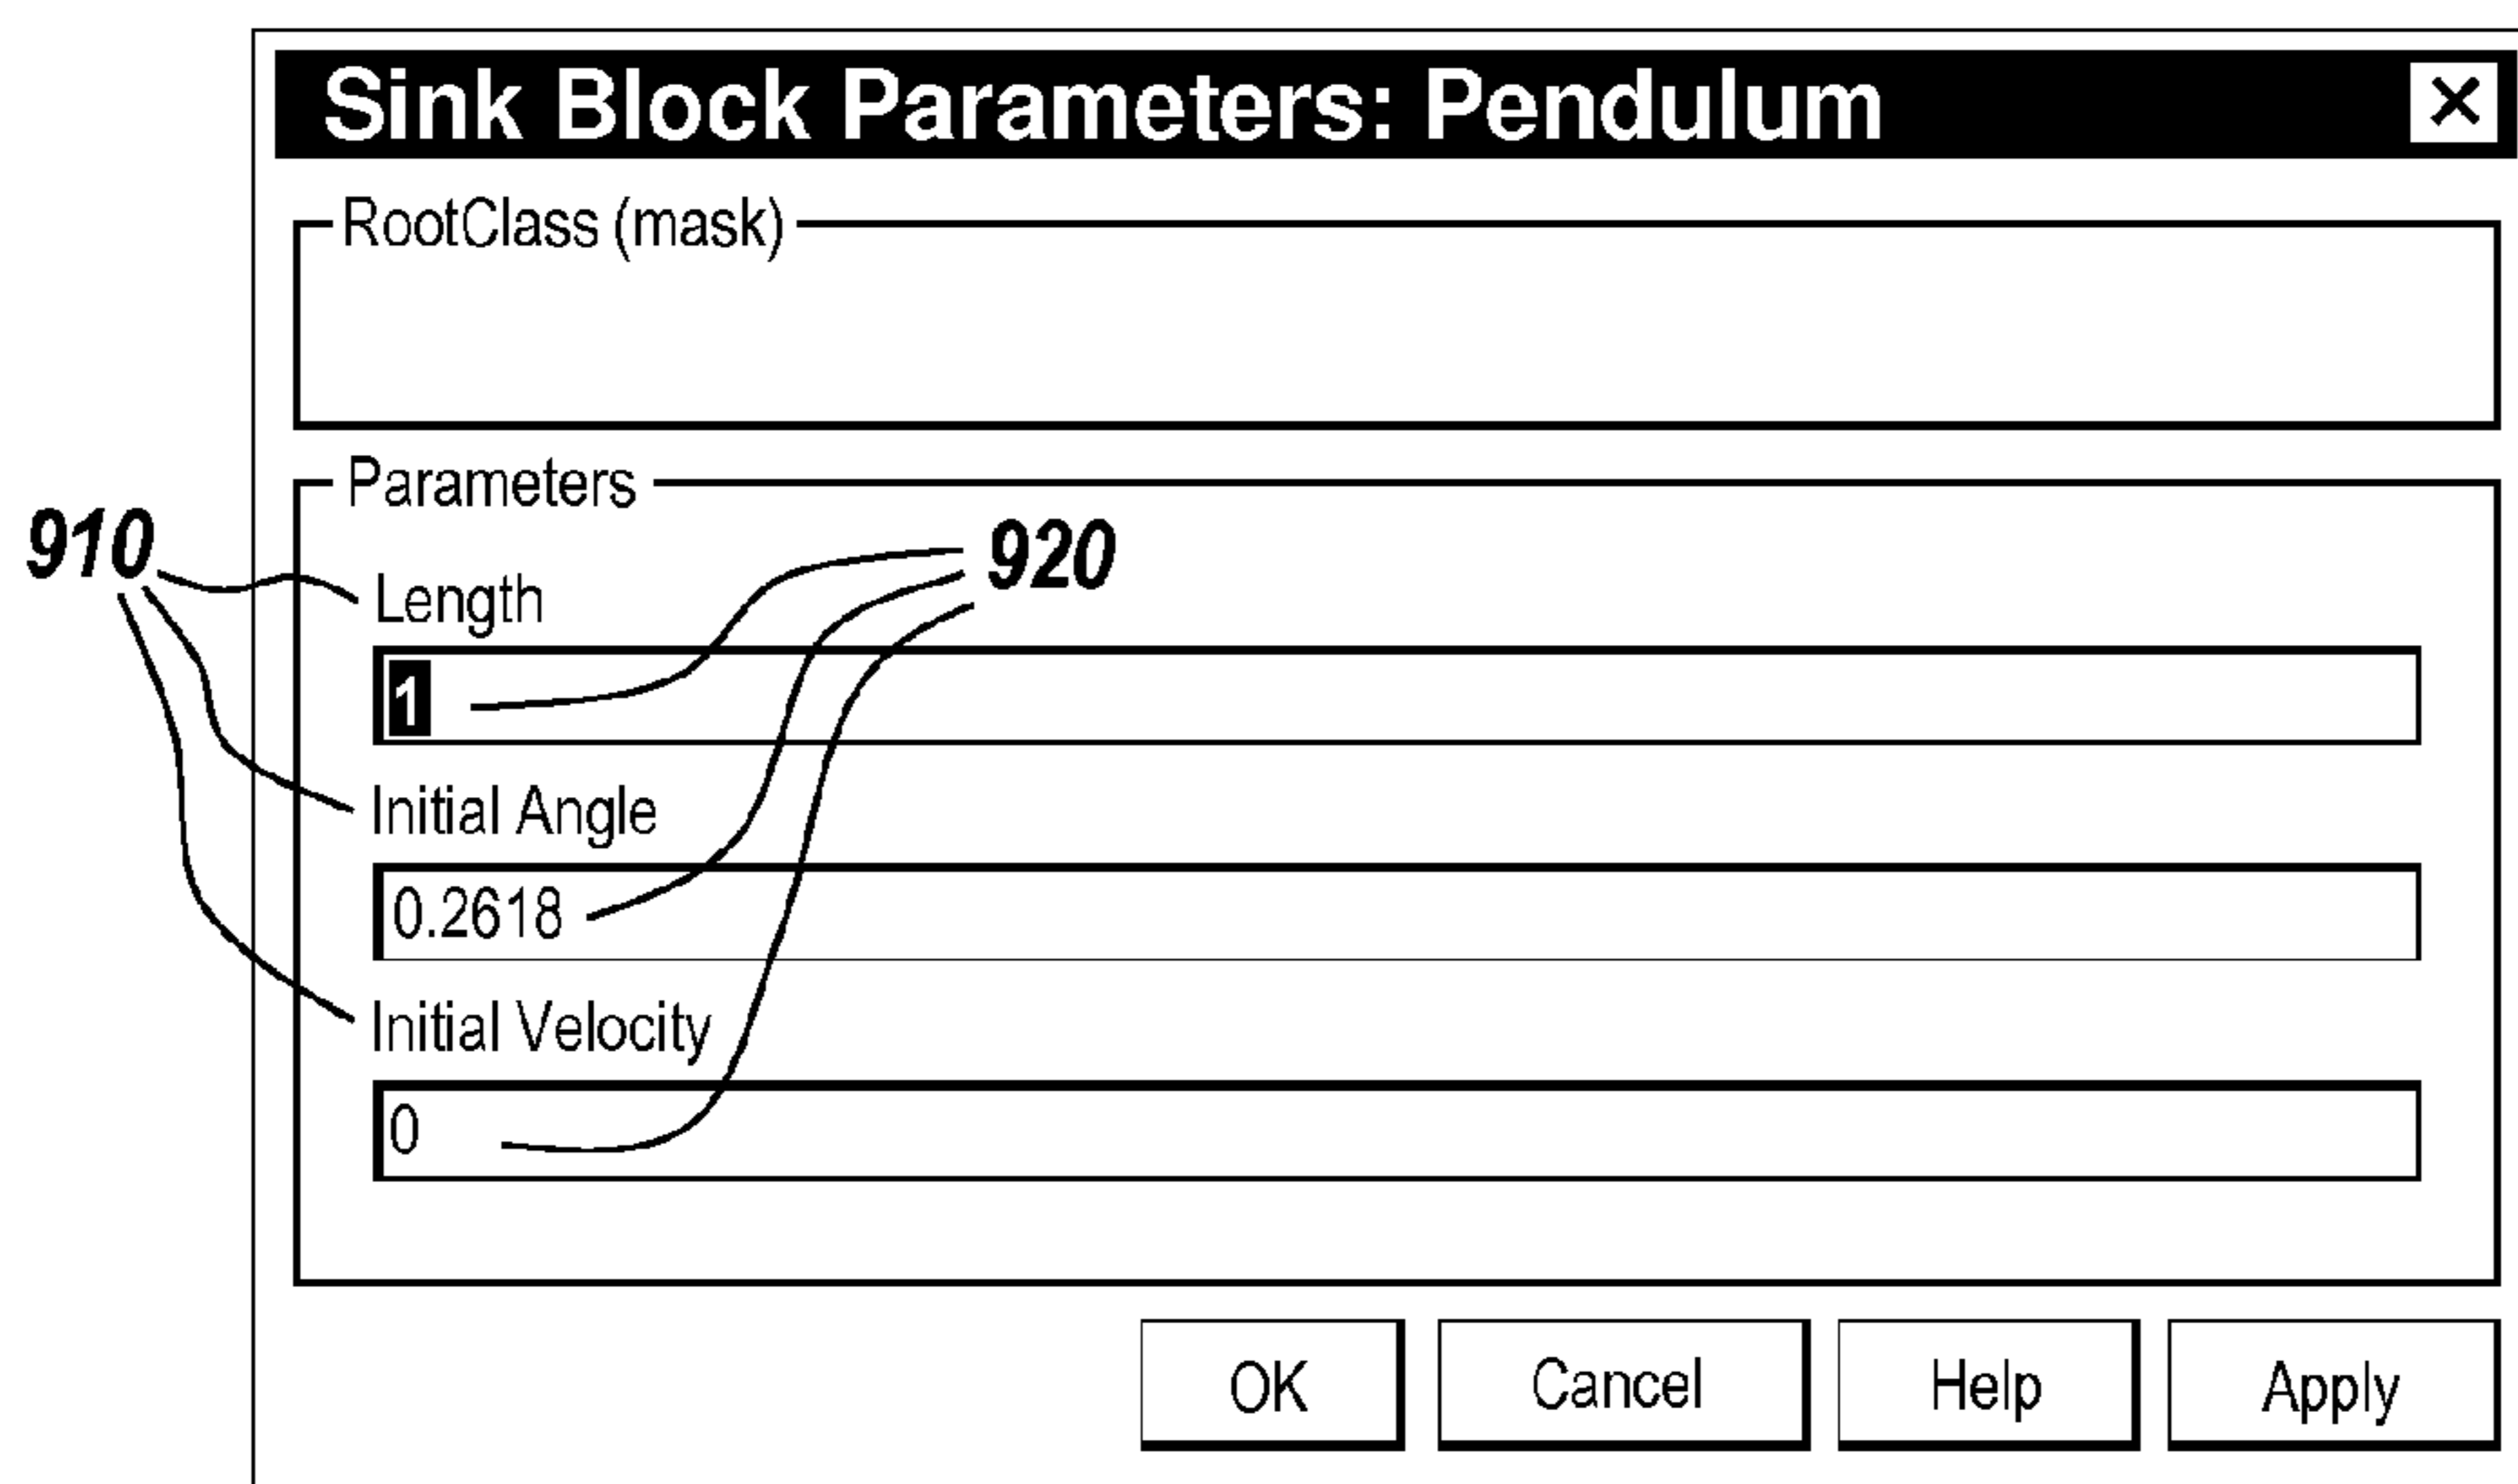 Sink Block Parameters: Pendulum
RootClass (mask)
Parameters
910
920
Length
1
Initial Angle
0.2618
Initial Velocity
0
OK Cancel Help Apply